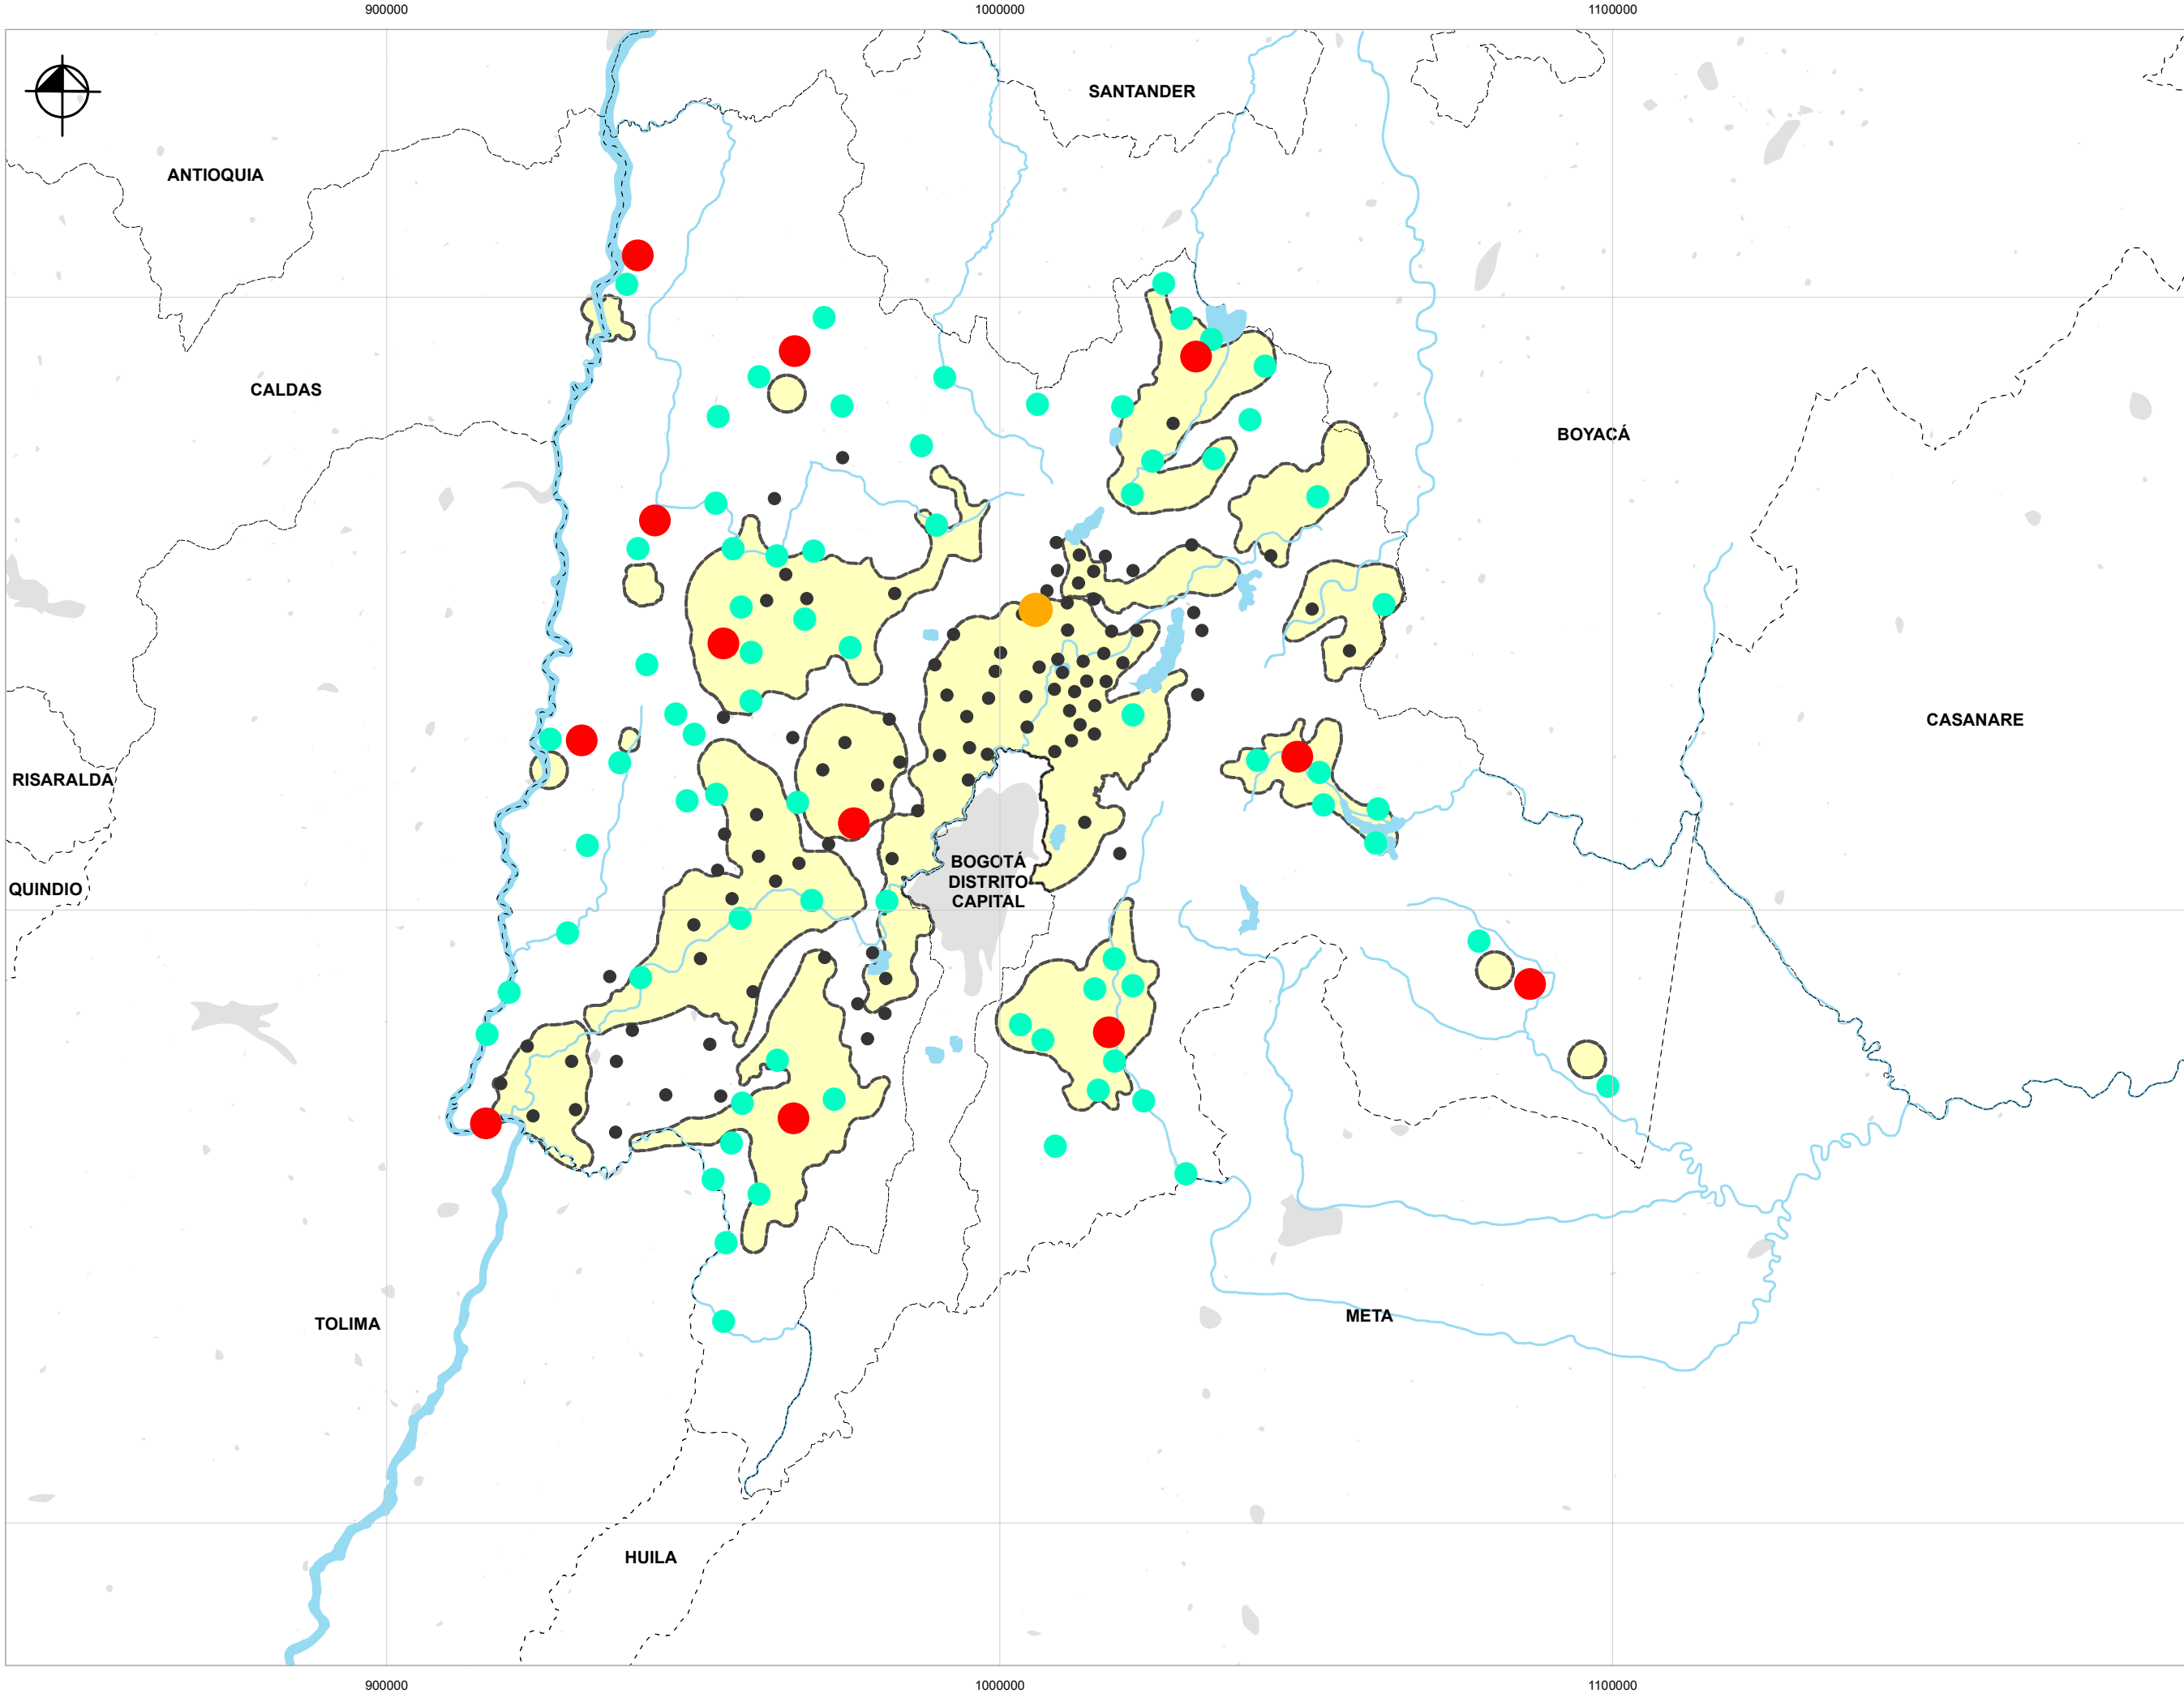 900000
1000000
1100000
SANTANDER
ANTIOQUIA
CALDAS
BOYACÁ
CASANARE
RISARALDA
BOGOTÁ
DISTRITO
CAPITAL
QUINDIO
META
TOLIMA
HUILA
900000
1000000
1100000